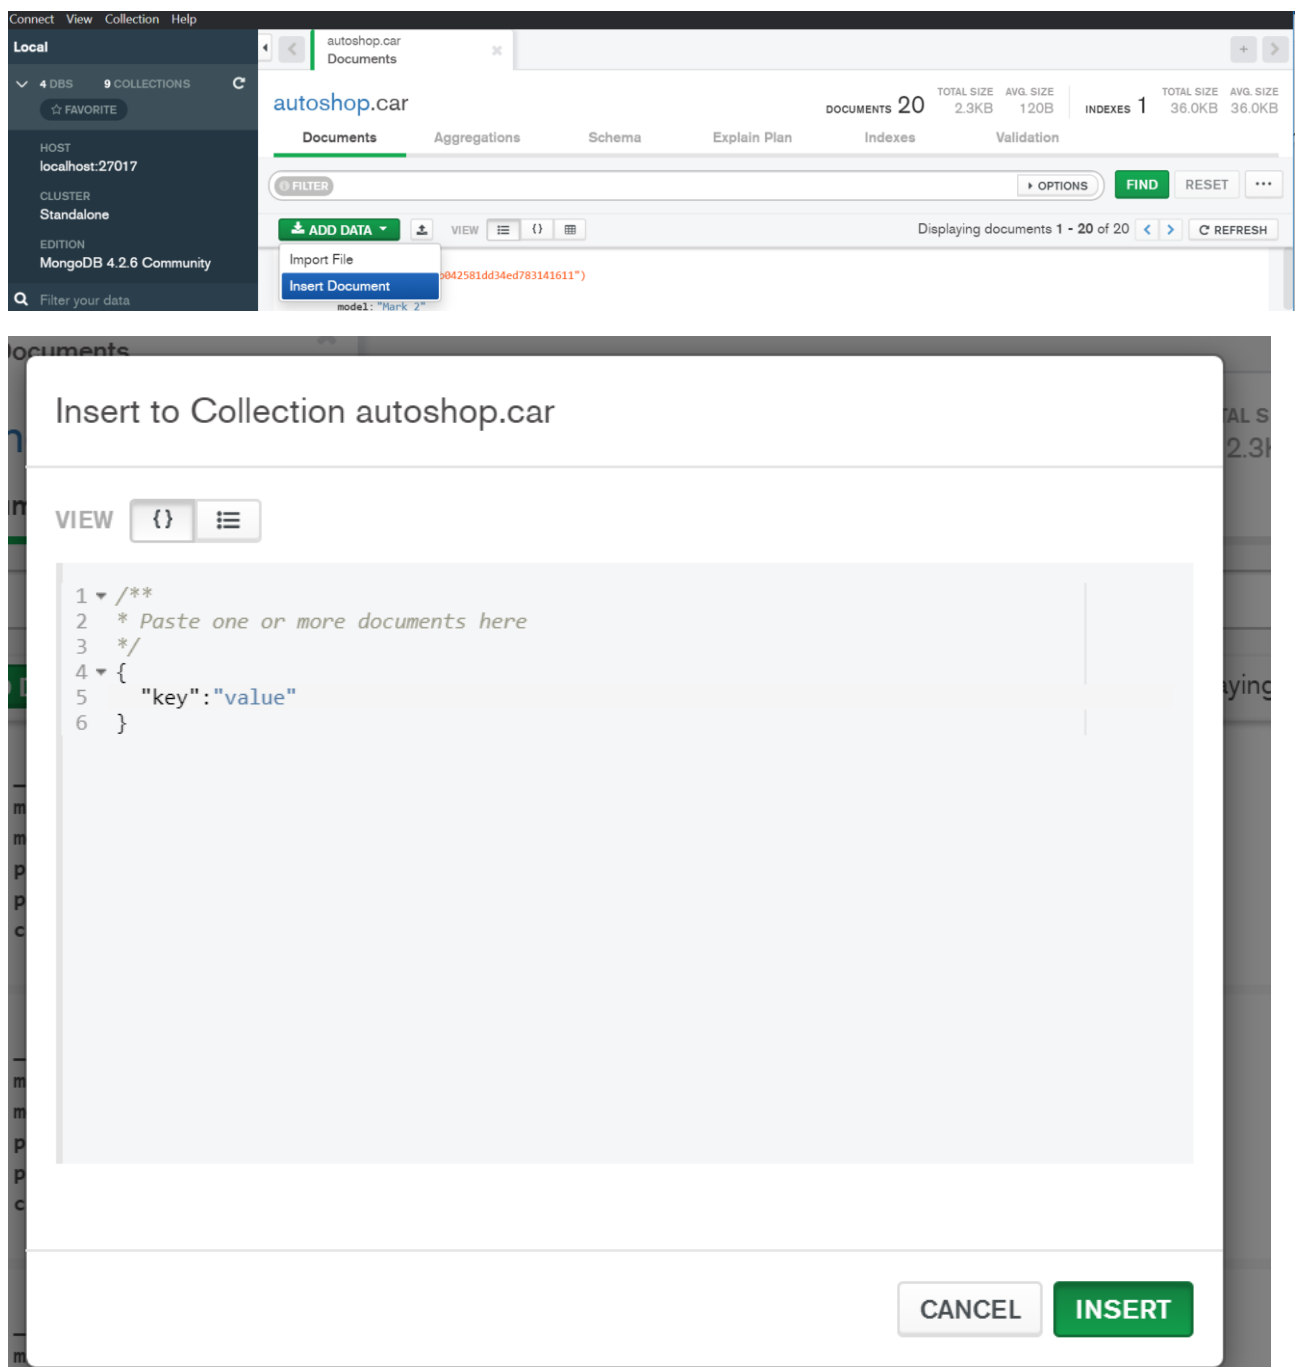 Connect View Collection Help
Local
autoshop.car
Documents
4 DBS 9 COLLECTIONS
FAVORITE
autoshop.car
DOCUMENTS 20 TOTAL SIZE 2.3KB AVG. SIZE 120B INDEXES 1 TOTAL SIZE 36.0KB AVG. SIZE 36.0KB
Documents Aggregations Schema Explain Plan Indexes Validation
HOST
localhost:27017
CLUSTER
Standalone
EDITION
MongoDB 4.2.6 Community
Filter your data
FILTER OPTIONS FIND RESET ...
ADD DATA VIEW {} Displaying documents 1 - 20 of 20 < > REFRESH
Import File
Insert Document
042581dd34ed783141611")
model: "Mark 2"
Documents
Insert to Collection autoshop.car
VIEW {}
1 /**
2 * Paste one or more documents here
3 */
4 {
5 "key":"value"
6 }
CANCEL INSERT